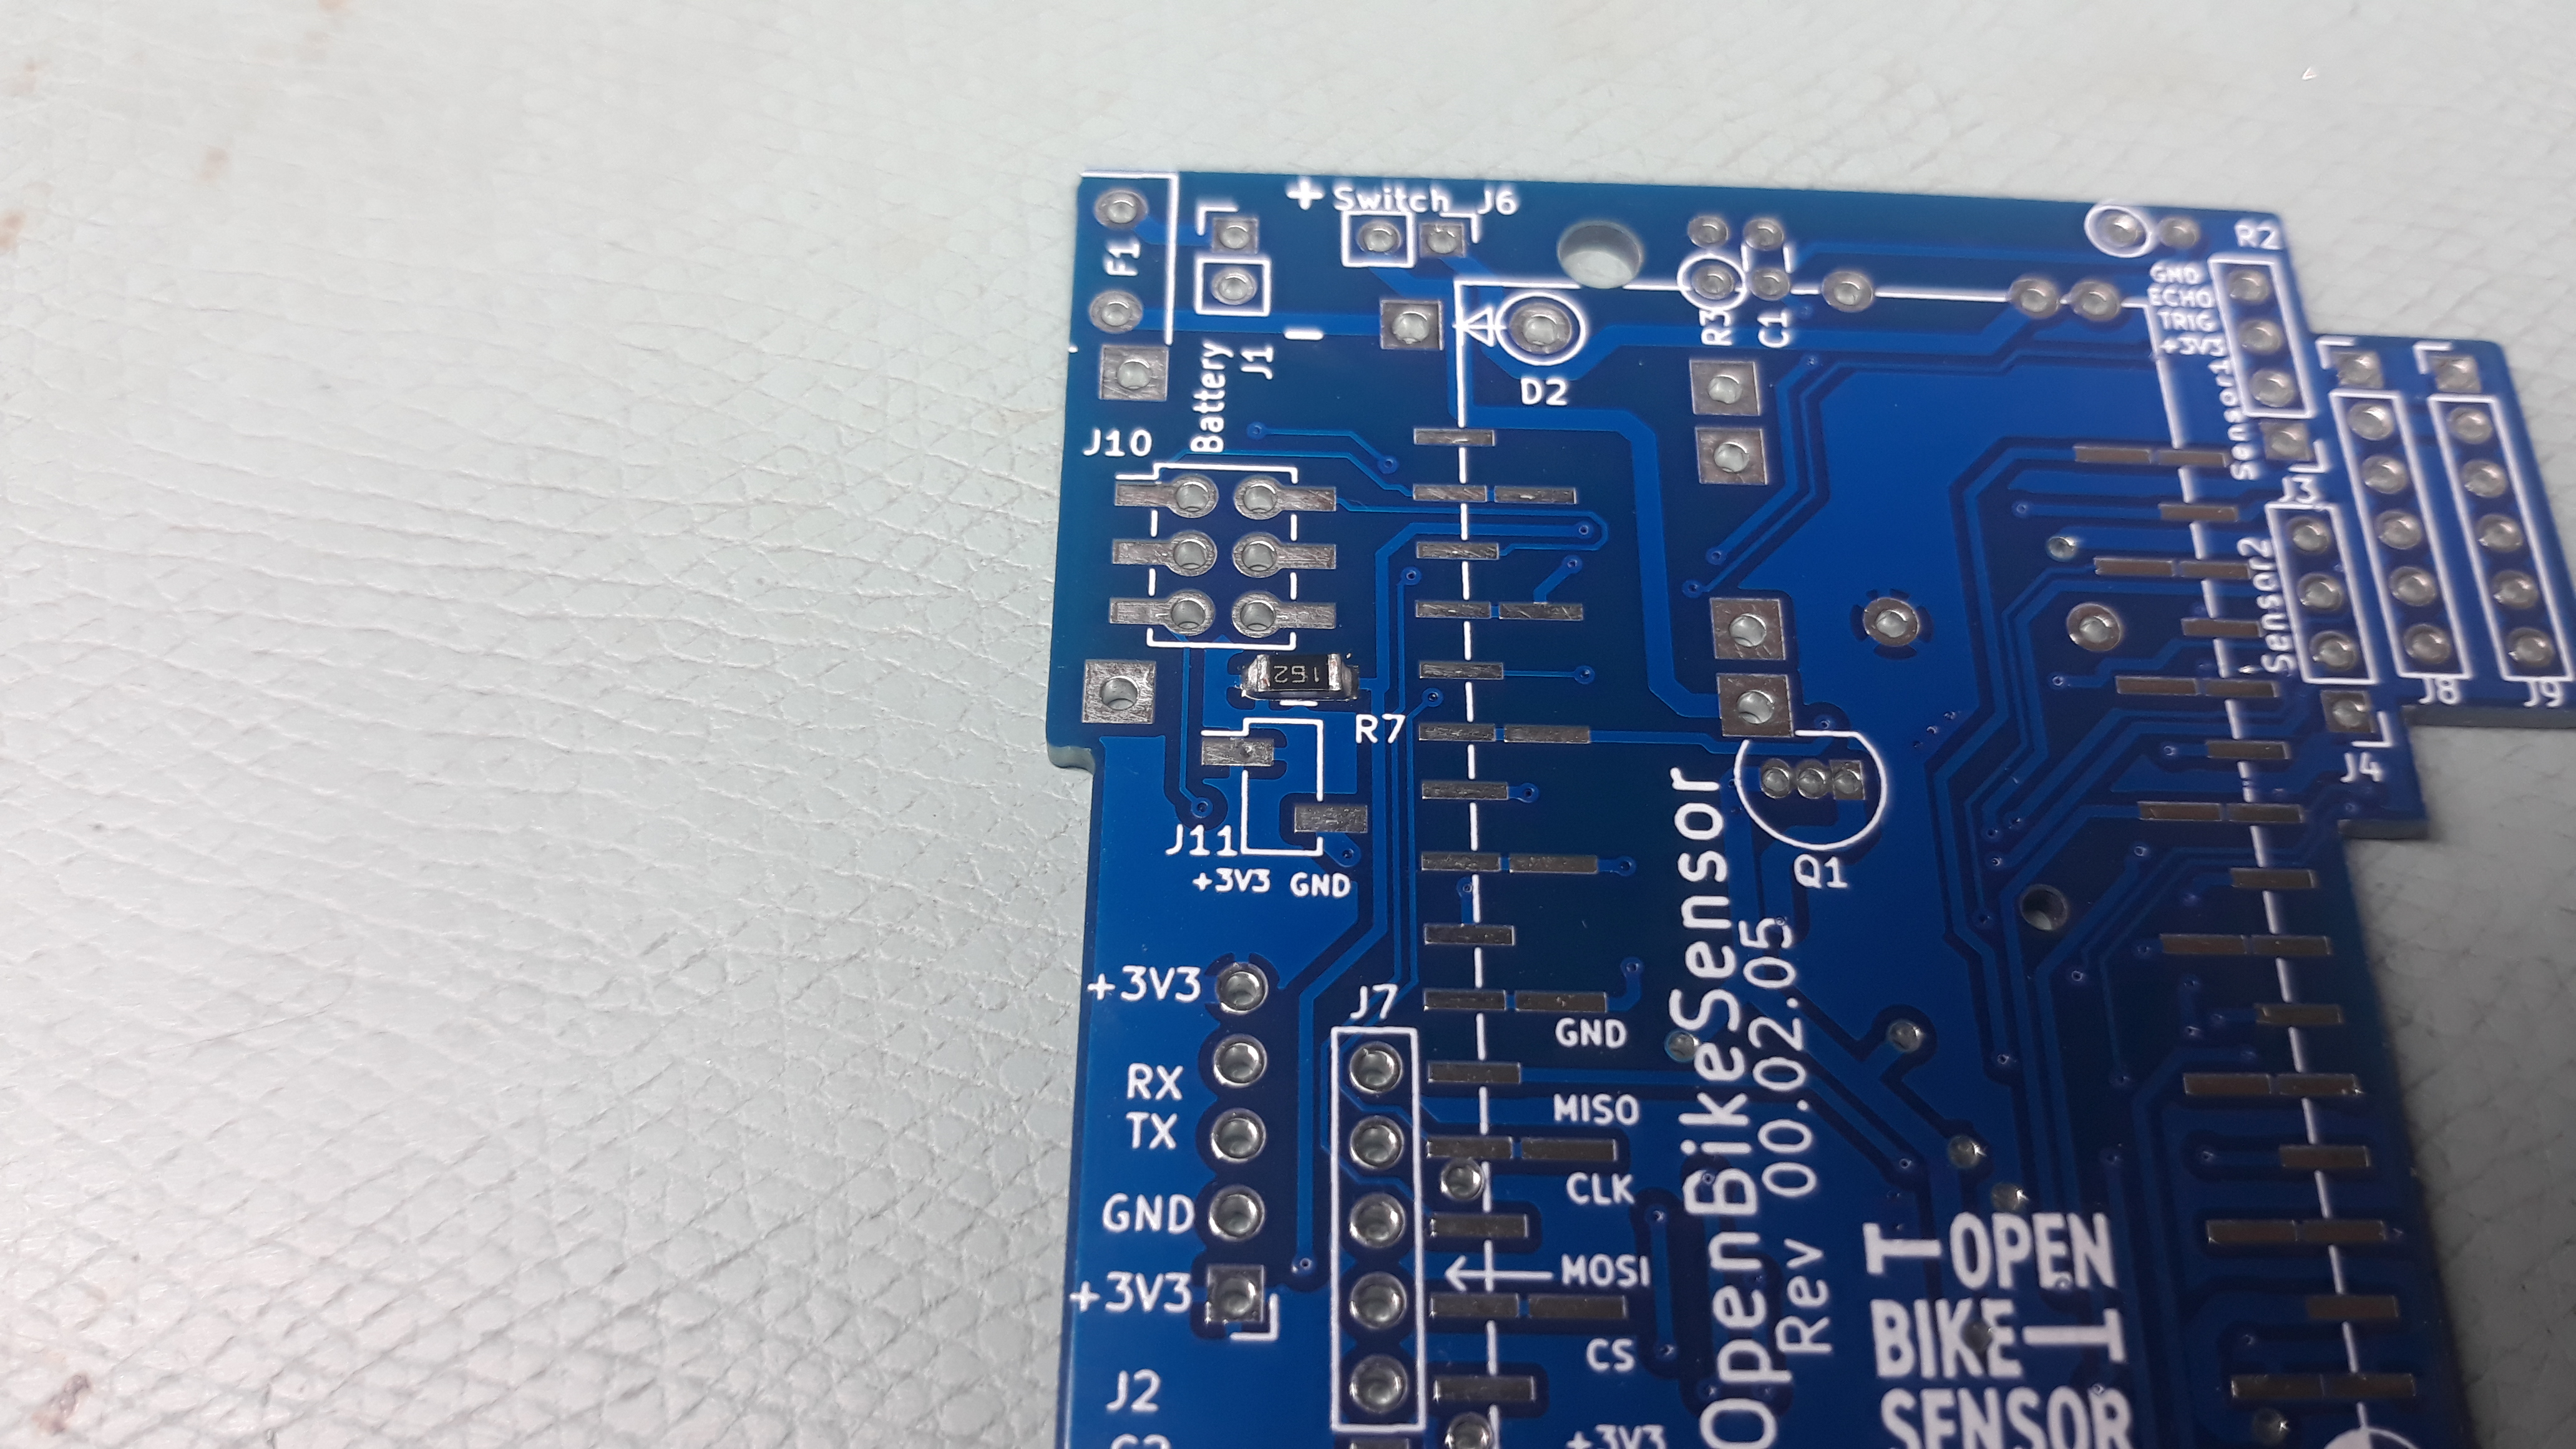 + Switch J6
F1
J1
Battery
D2
R3
C1
R2
GND
ECHO
TRIG
+3V3
Sensor1
J3
J10
Sensor2
J8
J9
J4
R7
J11
+3V3 GND
Q1
+3V3
RX
TX
GND
+3V3
J2
J7
GND
MISO
CLK
MOSI
CS
+3V3
OpenBikeSensor
Rev 00.02.05
OPEN
BIKE
SENSOR